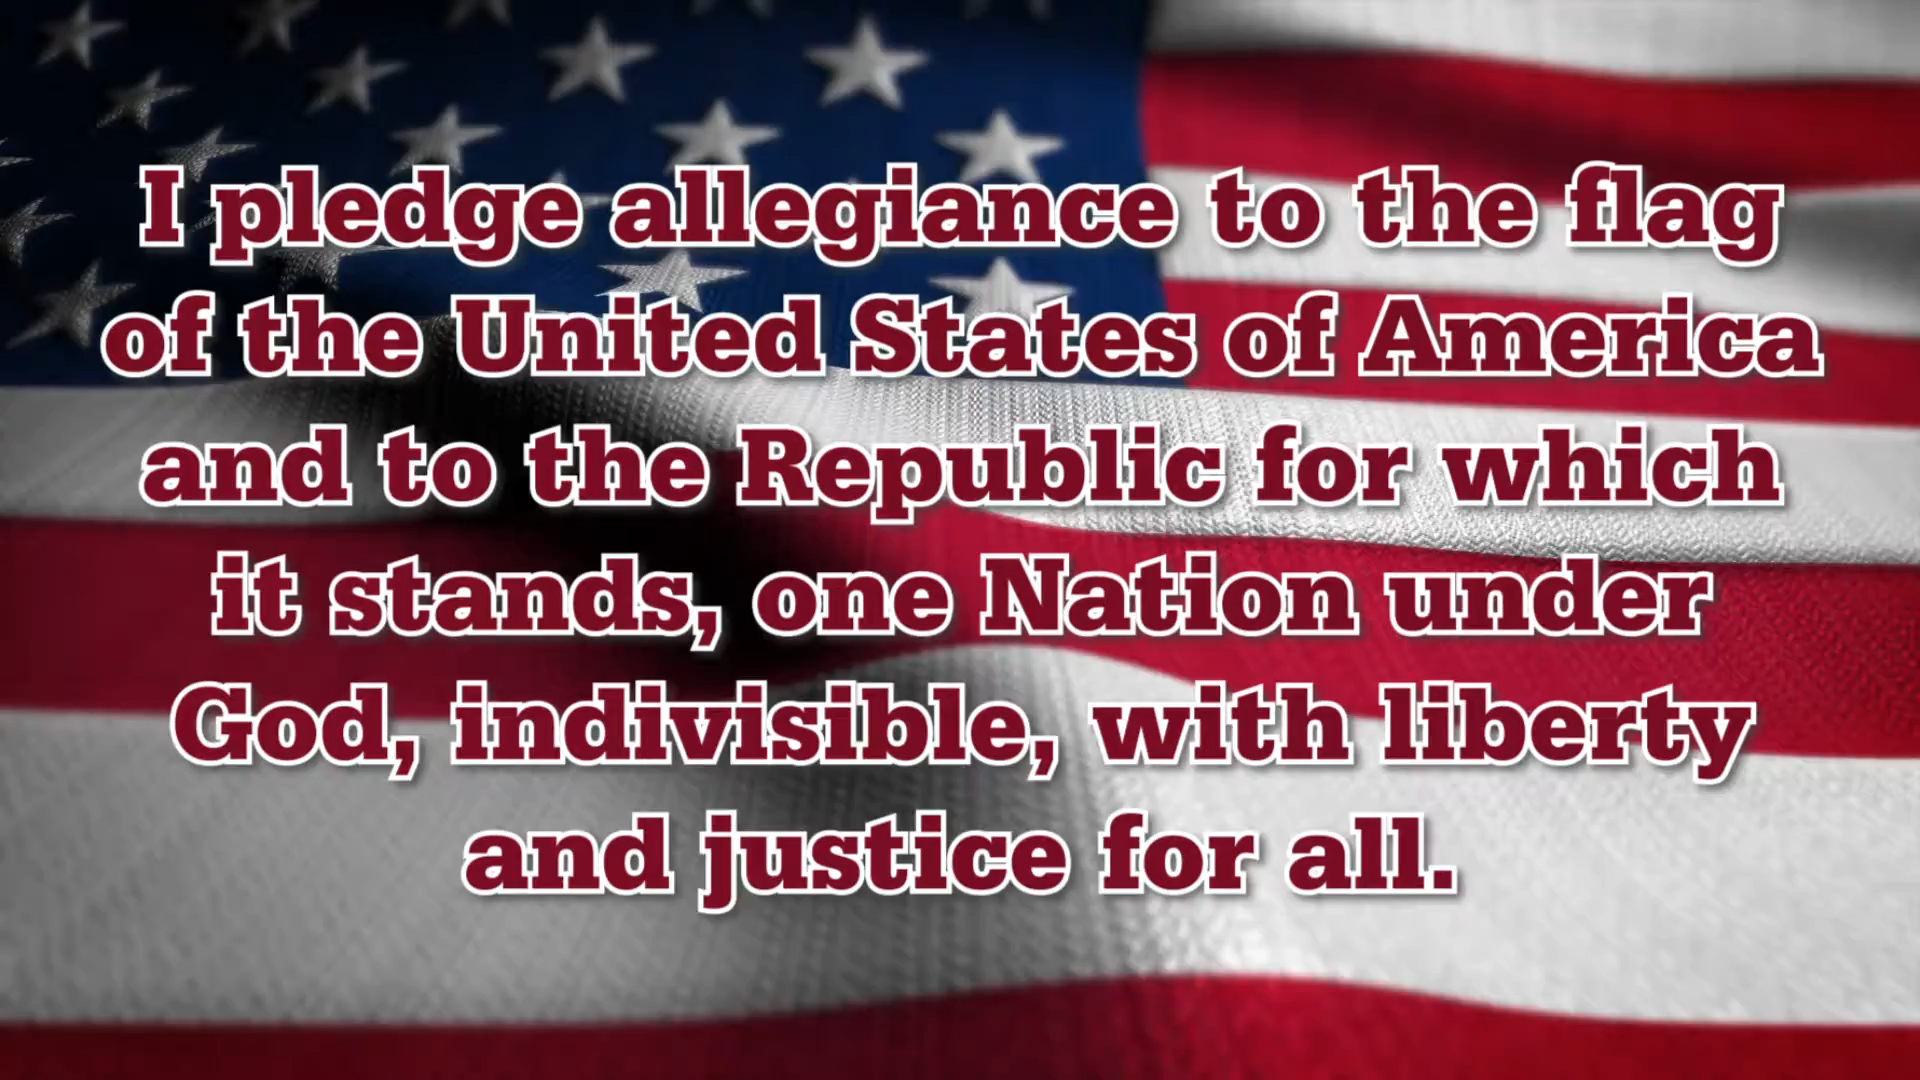 I pledge allegiance to the flag
of the United States of America
and to the Republic for which
it stands, one Nation under
God, indivisible, with liberty
and justice for all.